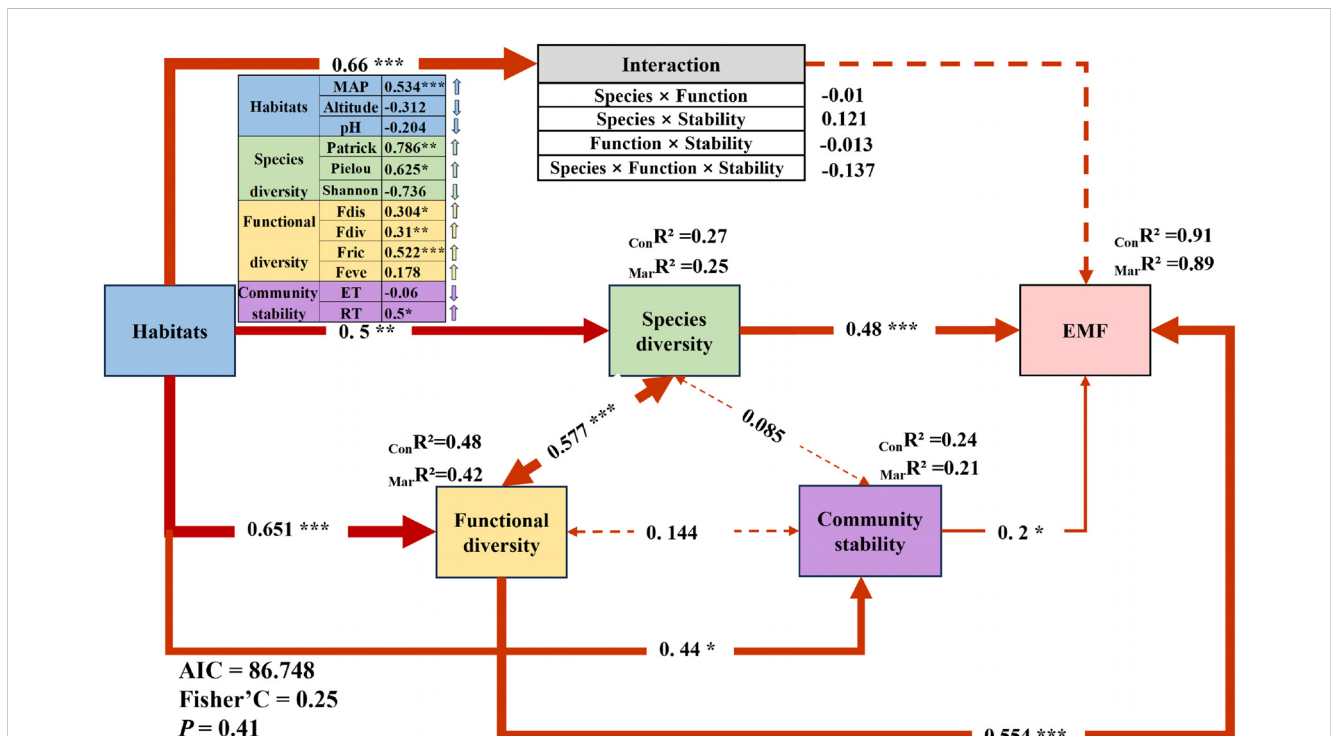 0.66 ***
Interaction
Species × Function -0.01
Species × Stability 0.121
Function × Stability -0.013
Species × Function × Stability -0.137
Habitats
MAP 0.534*** ⇧
Altitude -0.312 ⇩
pH -0.204 ⇩
Species
diversity
Patrick 0.786** ⇧
Pielou 0.625* ⇧
Shannon -0.736 ⇩
Functional
diversity
Fdis 0.304* ⇧
Fdiv 0.31** ⇧
Fric 0.522*** ⇧
Feve 0.178 ⇧
Community
stability
ET -0.06 ⇩
RT 0.5* ⇧
ConR² =0.27
MarR² =0.25
ConR² =0.91
MarR² =0.89
Habitats
0. 5 **
Species
diversity
0.48 ***
EMF
0.577 ***
0.085
ConR²=0.48
MarR²=0.42
ConR² =0.24
MarR² =0.21
0.651 ***
Functional
diversity
0. 144
Community
stability
0. 2 *
0. 44 *
AIC = 86.748
Fisher’C = 0.25
P = 0.41
0.554 ***